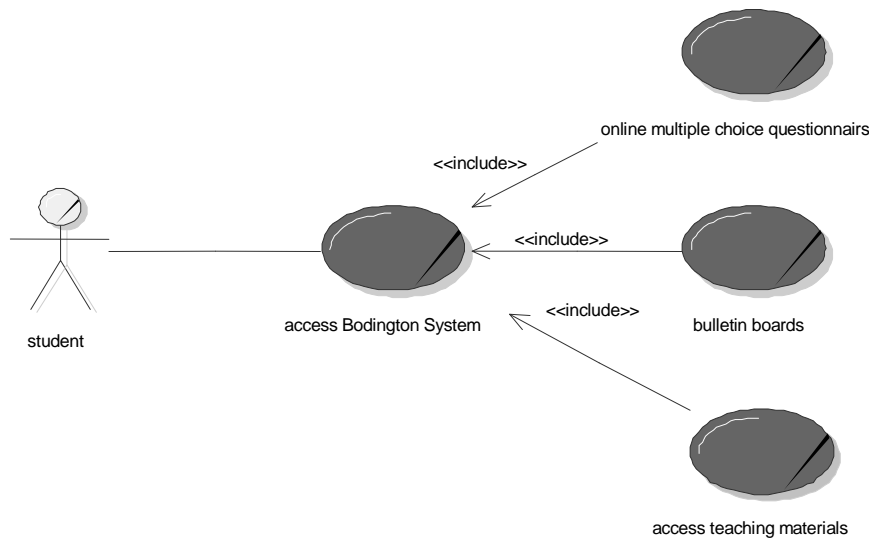 online multiple choice questionnairs
<<include>>
<<include>>
access Bodington System
student
<<include>>
bulletin boards
access teaching materials